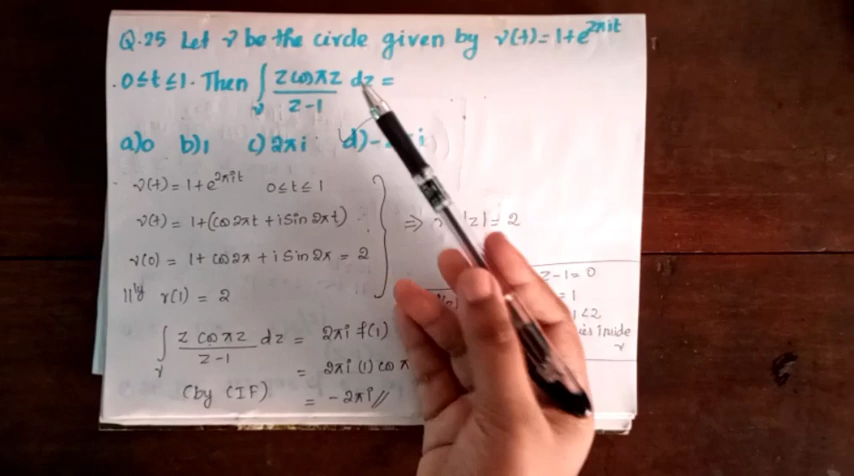 Q.25 Let γ be the circle given by γ(t)=1+e^{2πit}
0≤t≤1. Then ∫_γ (z cos πz)/(z-1) dz =
a) 0 b) 1 c) 2πi d) - i
γ(t)=1+e^{2πit} 0≤t≤1
γ(t)= 1+(cos 2πt + i sin 2πt)
γ(0) = 1+ cos 2π + i sin 2π = 2
⇒ |z| = 2
|||ly γ(1) = 2
z-1=0
=1
1<2
is inside
γ
∫_γ (z cos πz)/(z-1) dz = 2πi f(1)
= 2πi (1) cos π
(by CIF) = -2πi //